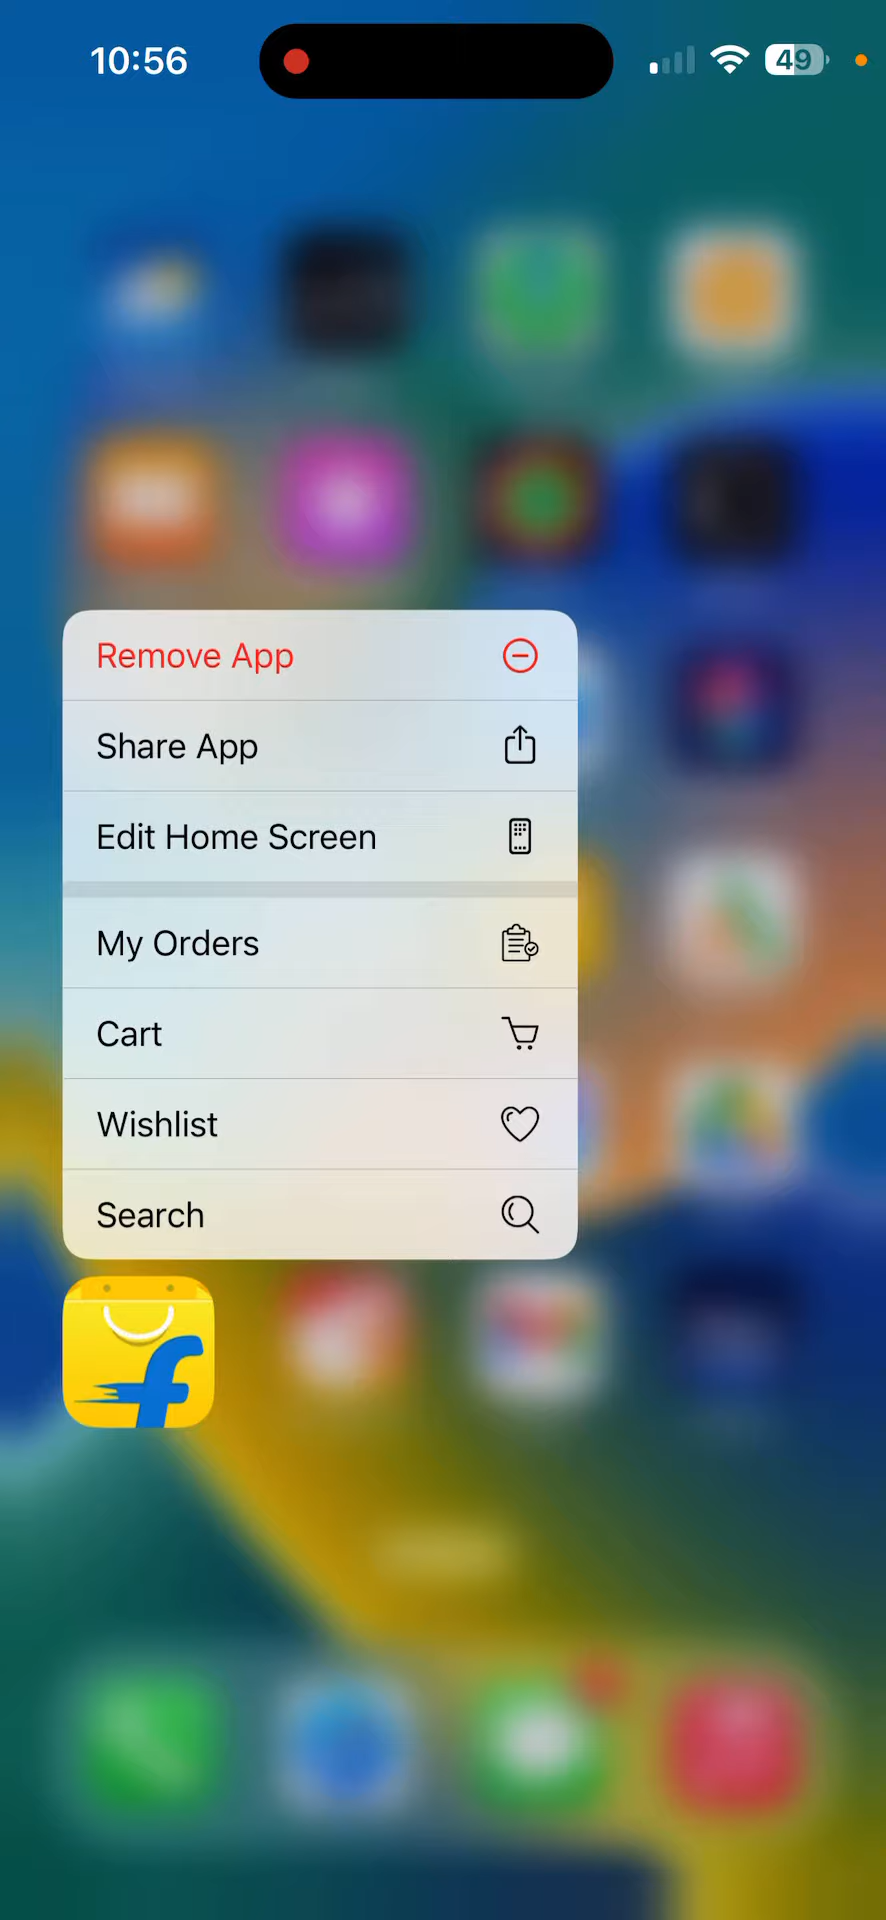 10:56
49
Remove App
Share App
Edit Home Screen
My Orders
Cart
Wishlist
Search
f